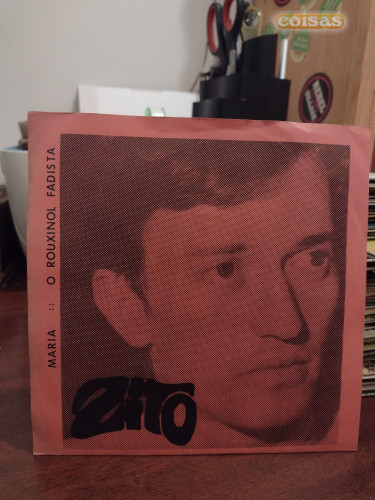 coisas
MARIA :: O ROUXINOL FADISTA
ZITO